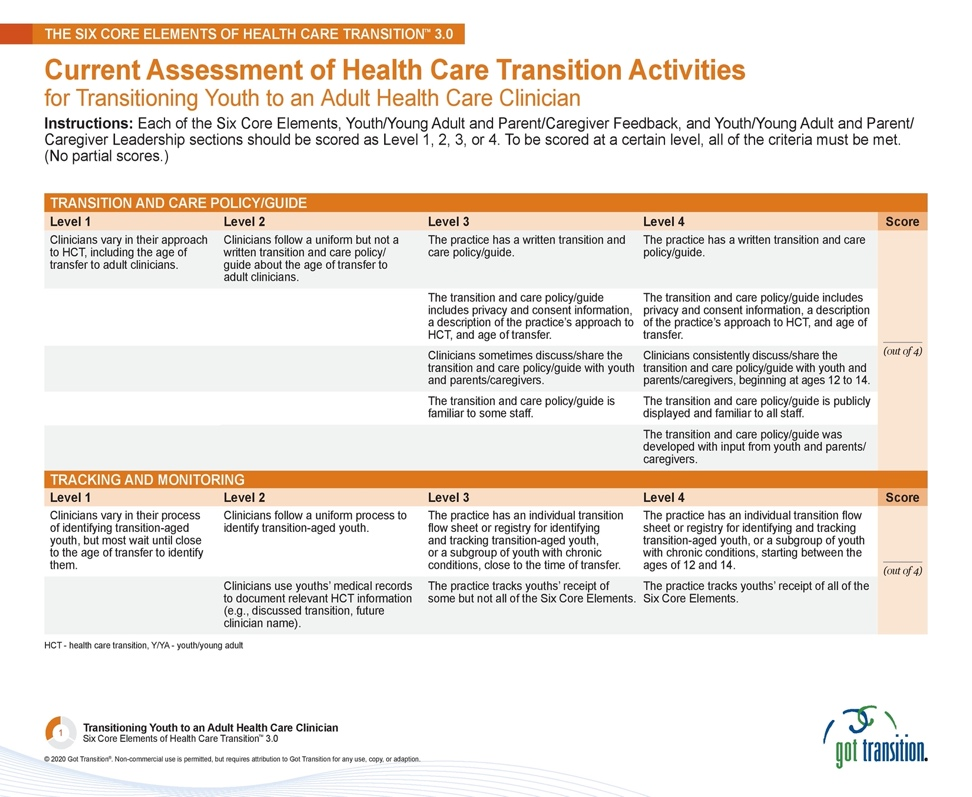 THE SIX CORE ELEMENTS OF HEALTH CARE TRANSITION™ 3.0
Current Assessment of Health Care Transition Activities
for Transitioning Youth to an Adult Health Care Clinician
Instructions: Each of the Six Core Elements, Youth/Young Adult and Parent/Caregiver Feedback, and Youth/Young Adult and Parent/
Caregiver Leadership sections should be scored as Level 1, 2, 3, or 4. To be scored at a certain level, all of the criteria must be met.
(No partial scores.)
TRANSITION AND CARE POLICY/GUIDE
Level 1
Level 2
Level 3
Level 4
Score
Clinicians vary in their approach
to HCT, including the age of
transfer to adult clinicians.
Clinicians follow a uniform but not a
written transition and care policy/
guide about the age of transfer to
adult clinicians.
The practice has a written transition and
care policy/guide.
The practice has a written transition and care
policy/guide.
The transition and care policy/guide
includes privacy and consent information,
a description of the practice's approach to
HCT, and age of transfer.
The transition and care policy/guide includes
privacy and consent information, a description
of the practice's approach to HCT, and age of
transfer.
(out of 4)
Clinicians sometimes discuss/share the
transition and care policy/guide with youth
and parents/caregivers.
Clinicians consistently discuss/share the
transition and care policy/guide with youth and
parents/caregivers, beginning at ages 12 to 14.
The transition and care policy/guide is
familiar to some staff.
The transition and care policy/guide is publicly
displayed and familiar to all staff.
The transition and care policy/guide was
developed with input from youth and parents/
caregivers.
TRACKING AND MONITORING
Level 1
Level 2
Level 3
Level 4
Score
Clinicians vary in their process
of identifying transition-aged
youth, but most wait until close
to the age of transfer to identify
them.
Clinicians follow a uniform process to
identify transition-aged youth.
The practice has an individual transition
flow sheet or registry for identifying
and tracking transition-aged youth,
or a subgroup of youth with chronic
conditions, close to the time of transfer.
The practice has an individual transition flow
sheet or registry for identifying and tracking
transition-aged youth, or a subgroup of youth
with chronic conditions, starting between the
ages of 12 and 14.
(out of 4)
Clinicians use youths' medical records
to document relevant HCT information
(e.g., discussed transition, future
clinician name).
The practice tracks youths' receipt of
some but not all of the Six Core Elements.
The practice tracks youths' receipt of all of the
Six Core Elements.
HCT - health care transition, Y/YA - youth/young adult
1
Transitioning Youth to an Adult Health Care Clinician
Six Core Elements of Health Care Transition™ 3.0
© 2020 Got Transition®. Non-commercial use is permitted, but requires attribution to Got Transition for any use, copy, or adaption.
got transition.